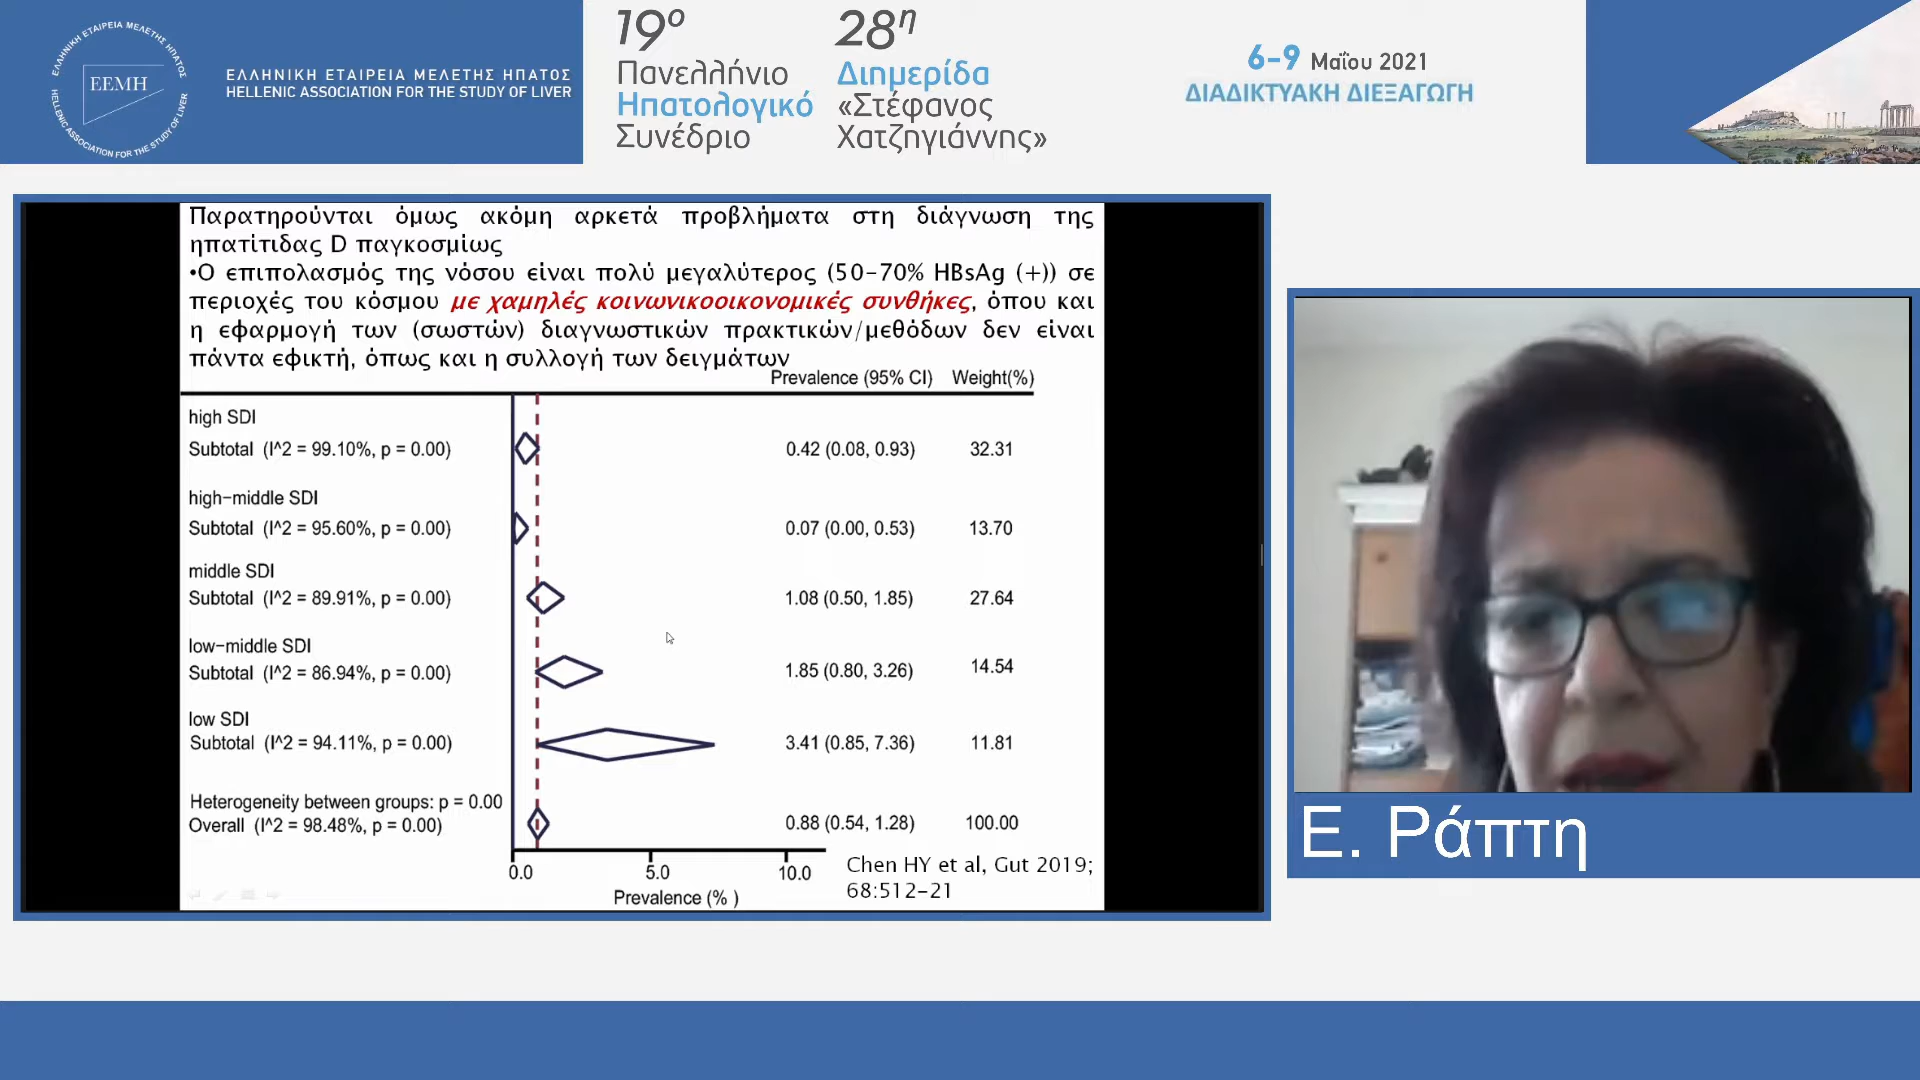 ΕΛΛΗΝΙΚΗ ΕΤΑΙΡΕΙΑ ΜΕΛΕΤΗΣ ΗΠΑΤΟΣ
ΕΕΜΗ
HELLENIC ASSOCIATION FOR THE STUDY OF LIVER
ΕΛΛΗΝΙΚΗ ΕΤΑΙΡΕΙΑ ΜΕΛΕΤΗΣ ΗΠΑΤΟΣ
HELLENIC ASSOCIATION FOR THE STUDY OF LIVER
19ο
Πανελλήνιο
Ηπατολογικό
Συνέδριο
28η
Διημερίδα
«Στέφανος
Χατζηγιάννης»
6-9 Μαΐου 2021
ΔΙΑΔΙΚΤΥΑΚΗ ΔΙΕΞΑΓΩΓΗ
Παρατηρούνται όμως ακόμη αρκετά προβλήματα στη διάγνωση της
ηπατίτιδας D παγκοσμίως
•Ο επιπολασμός της νόσου είναι πολύ μεγαλύτερος (50-70% HBsAg (+)) σε
περιοχές του κόσμου με χαμηλές κοινωνικοοικονομικές συνθήκες, όπου και
η εφαρμογή των (σωστών) διαγνωστικών πρακτικών/μεθόδων δεν είναι
πάντα εφικτή, όπως και η συλλογή των δειγμάτων
Prevalence (95% CI) Weight(%)
high SDI
Subtotal (I^2 = 99.10%, p = 0.00) 0.42 (0.08, 0.93) 32.31
high-middle SDI
Subtotal (I^2 = 95.60%, p = 0.00) 0.07 (0.00, 0.53) 13.70
middle SDI
Subtotal (I^2 = 89.91%, p = 0.00) 1.08 (0.50, 1.85) 27.64
low-middle SDI
Subtotal (I^2 = 86.94%, p = 0.00) 1.85 (0.80, 3.26) 14.54
low SDI
Subtotal (I^2 = 94.11%, p = 0.00) 3.41 (0.85, 7.36) 11.81
Heterogeneity between groups: p = 0.00
Overall (I^2 = 98.48%, p = 0.00) 0.88 (0.54, 1.28) 100.00
0.0 5.0 10.0
Prevalence (% )
Chen HY et al, Gut 2019;
68:512-21
Ε. Ράπτη